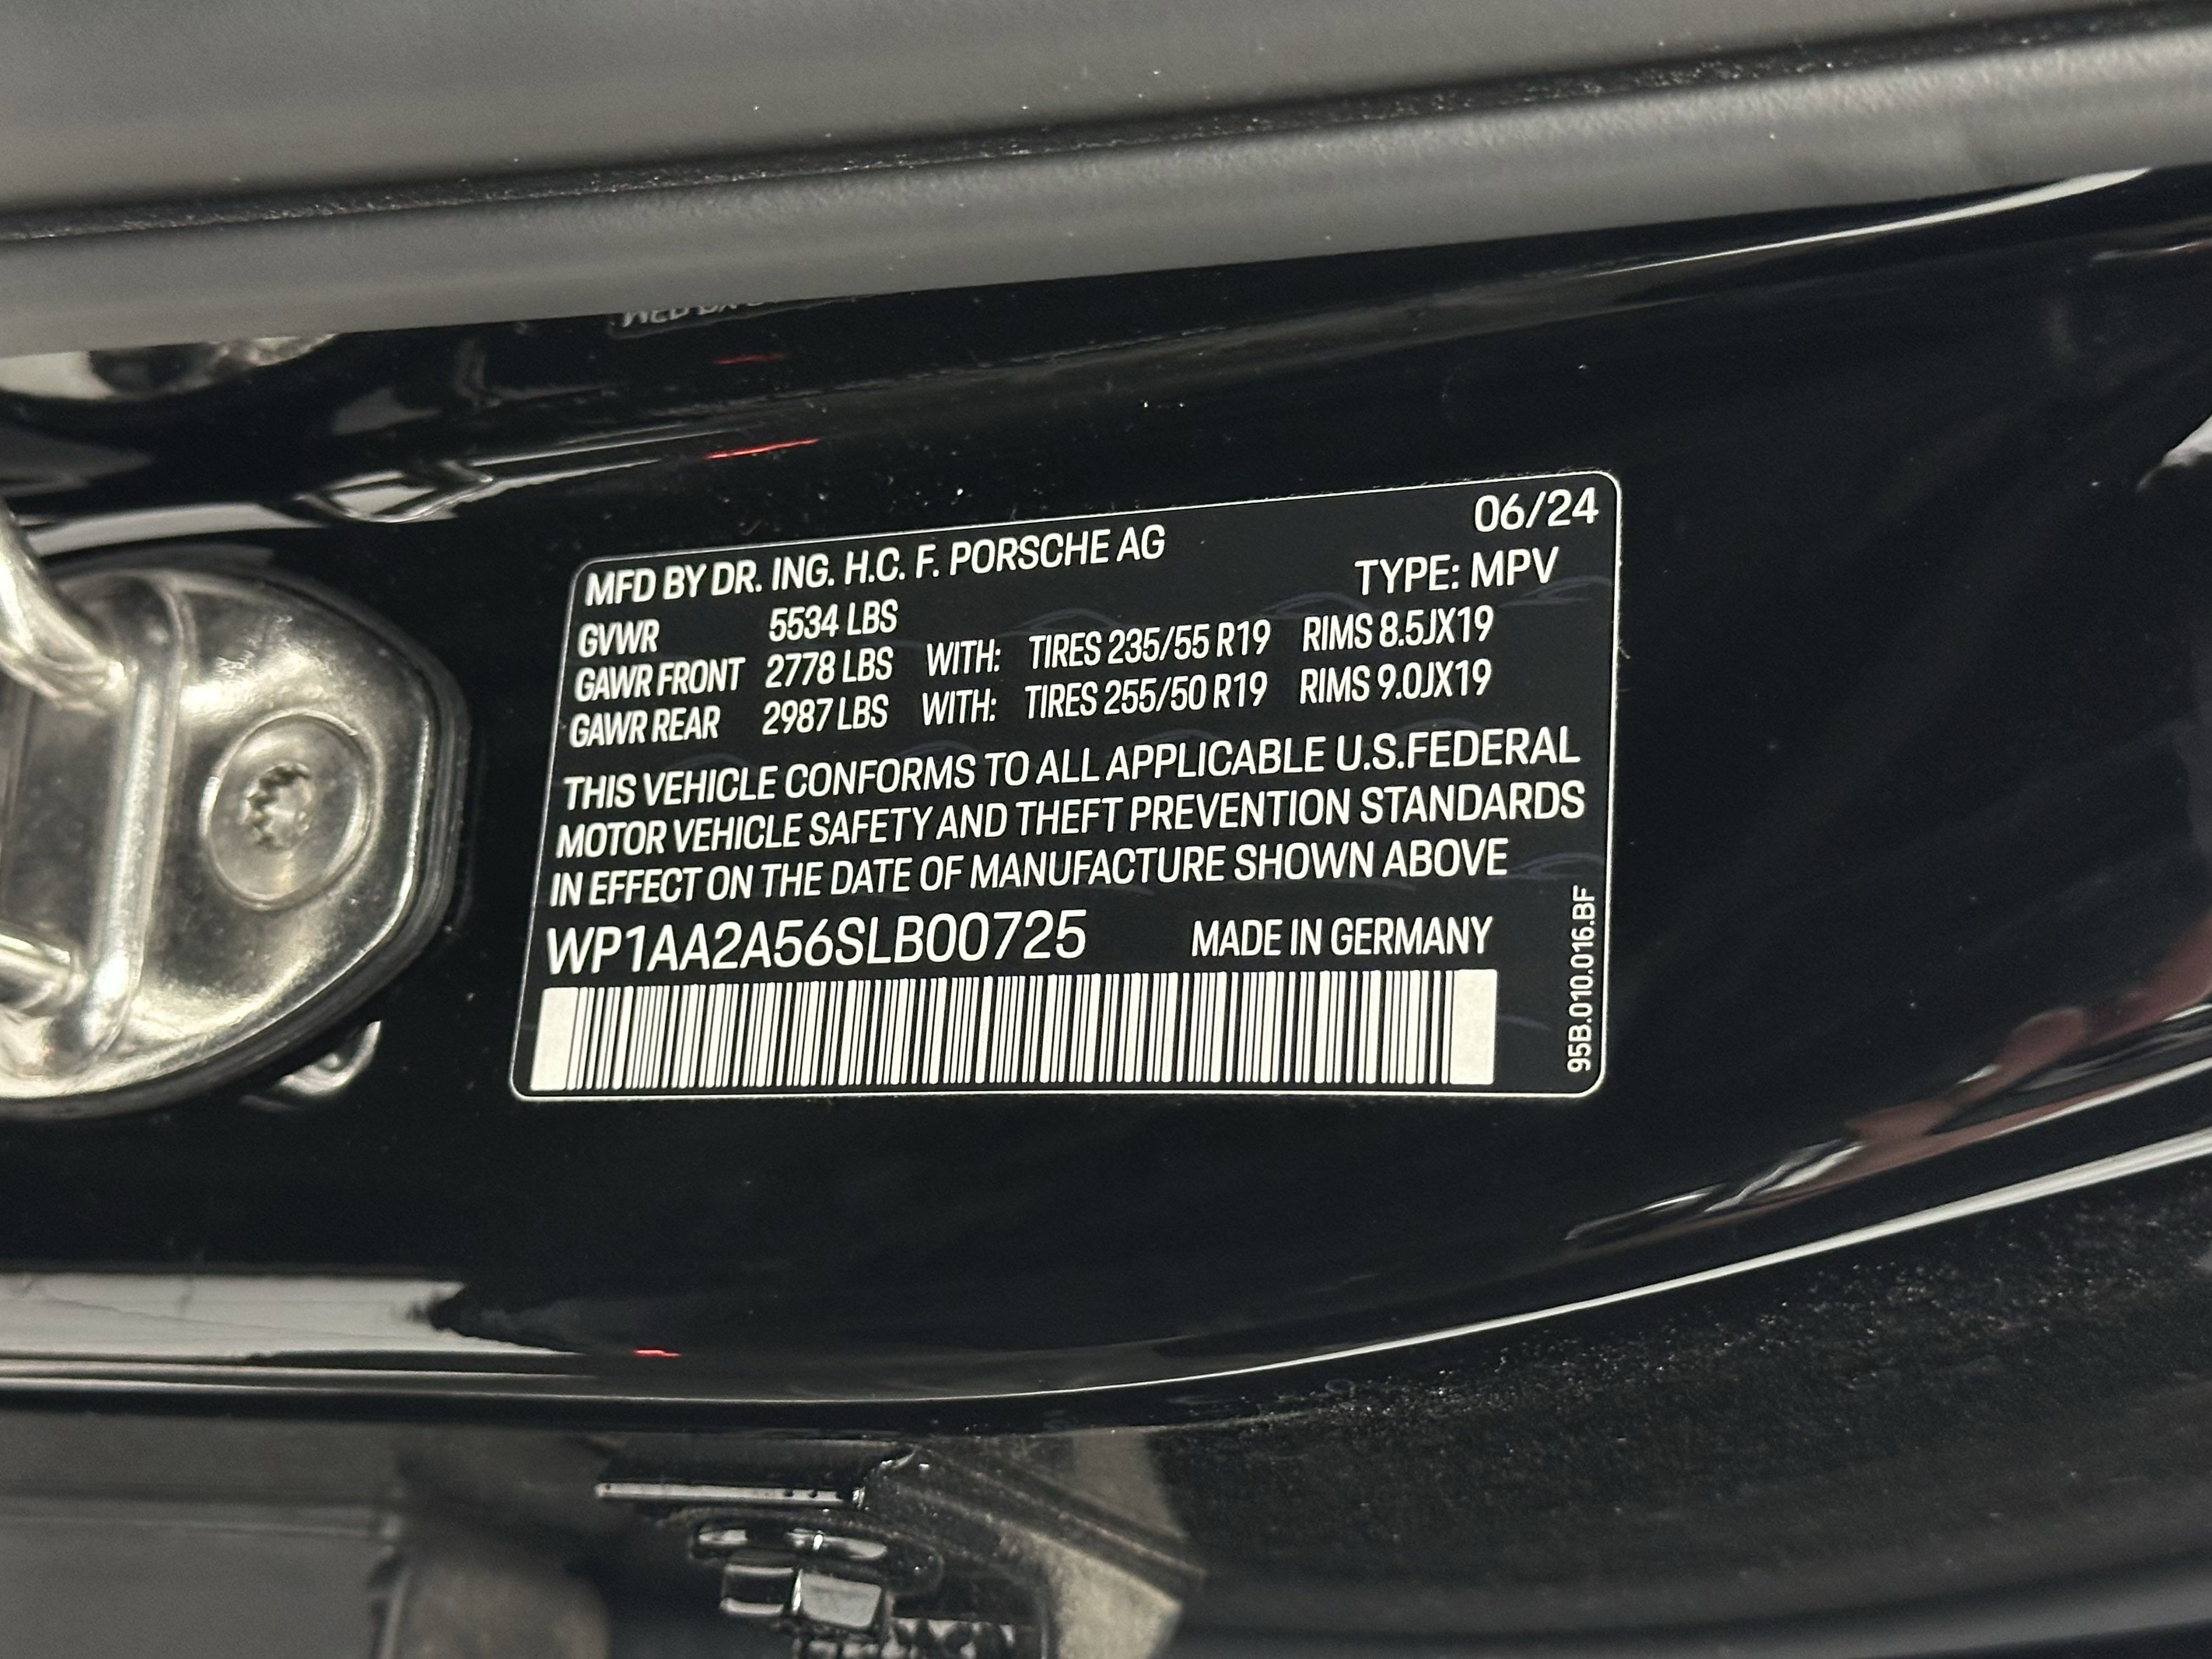 06/24
MFD BY DR. ING. H.C. F. PORSCHE AG
TYPE: MPV
GVWR 5534 LBS
GAWR FRONT 2778 LBS WITH: TIRES 235/55 R19 RIMS 8.5JX19
GAWR REAR 2987 LBS WITH: TIRES 255/50 R19 RIMS 9.0JX19
THIS VEHICLE CONFORMS TO ALL APPLICABLE U.S.FEDERAL
MOTOR VEHICLE SAFETY AND THEFT PREVENTION STANDARDS
IN EFFECT ON THE DATE OF MANUFACTURE SHOWN ABOVE
WP1AA2A56SLB00725 MADE IN GERMANY
95B.010.016.BF